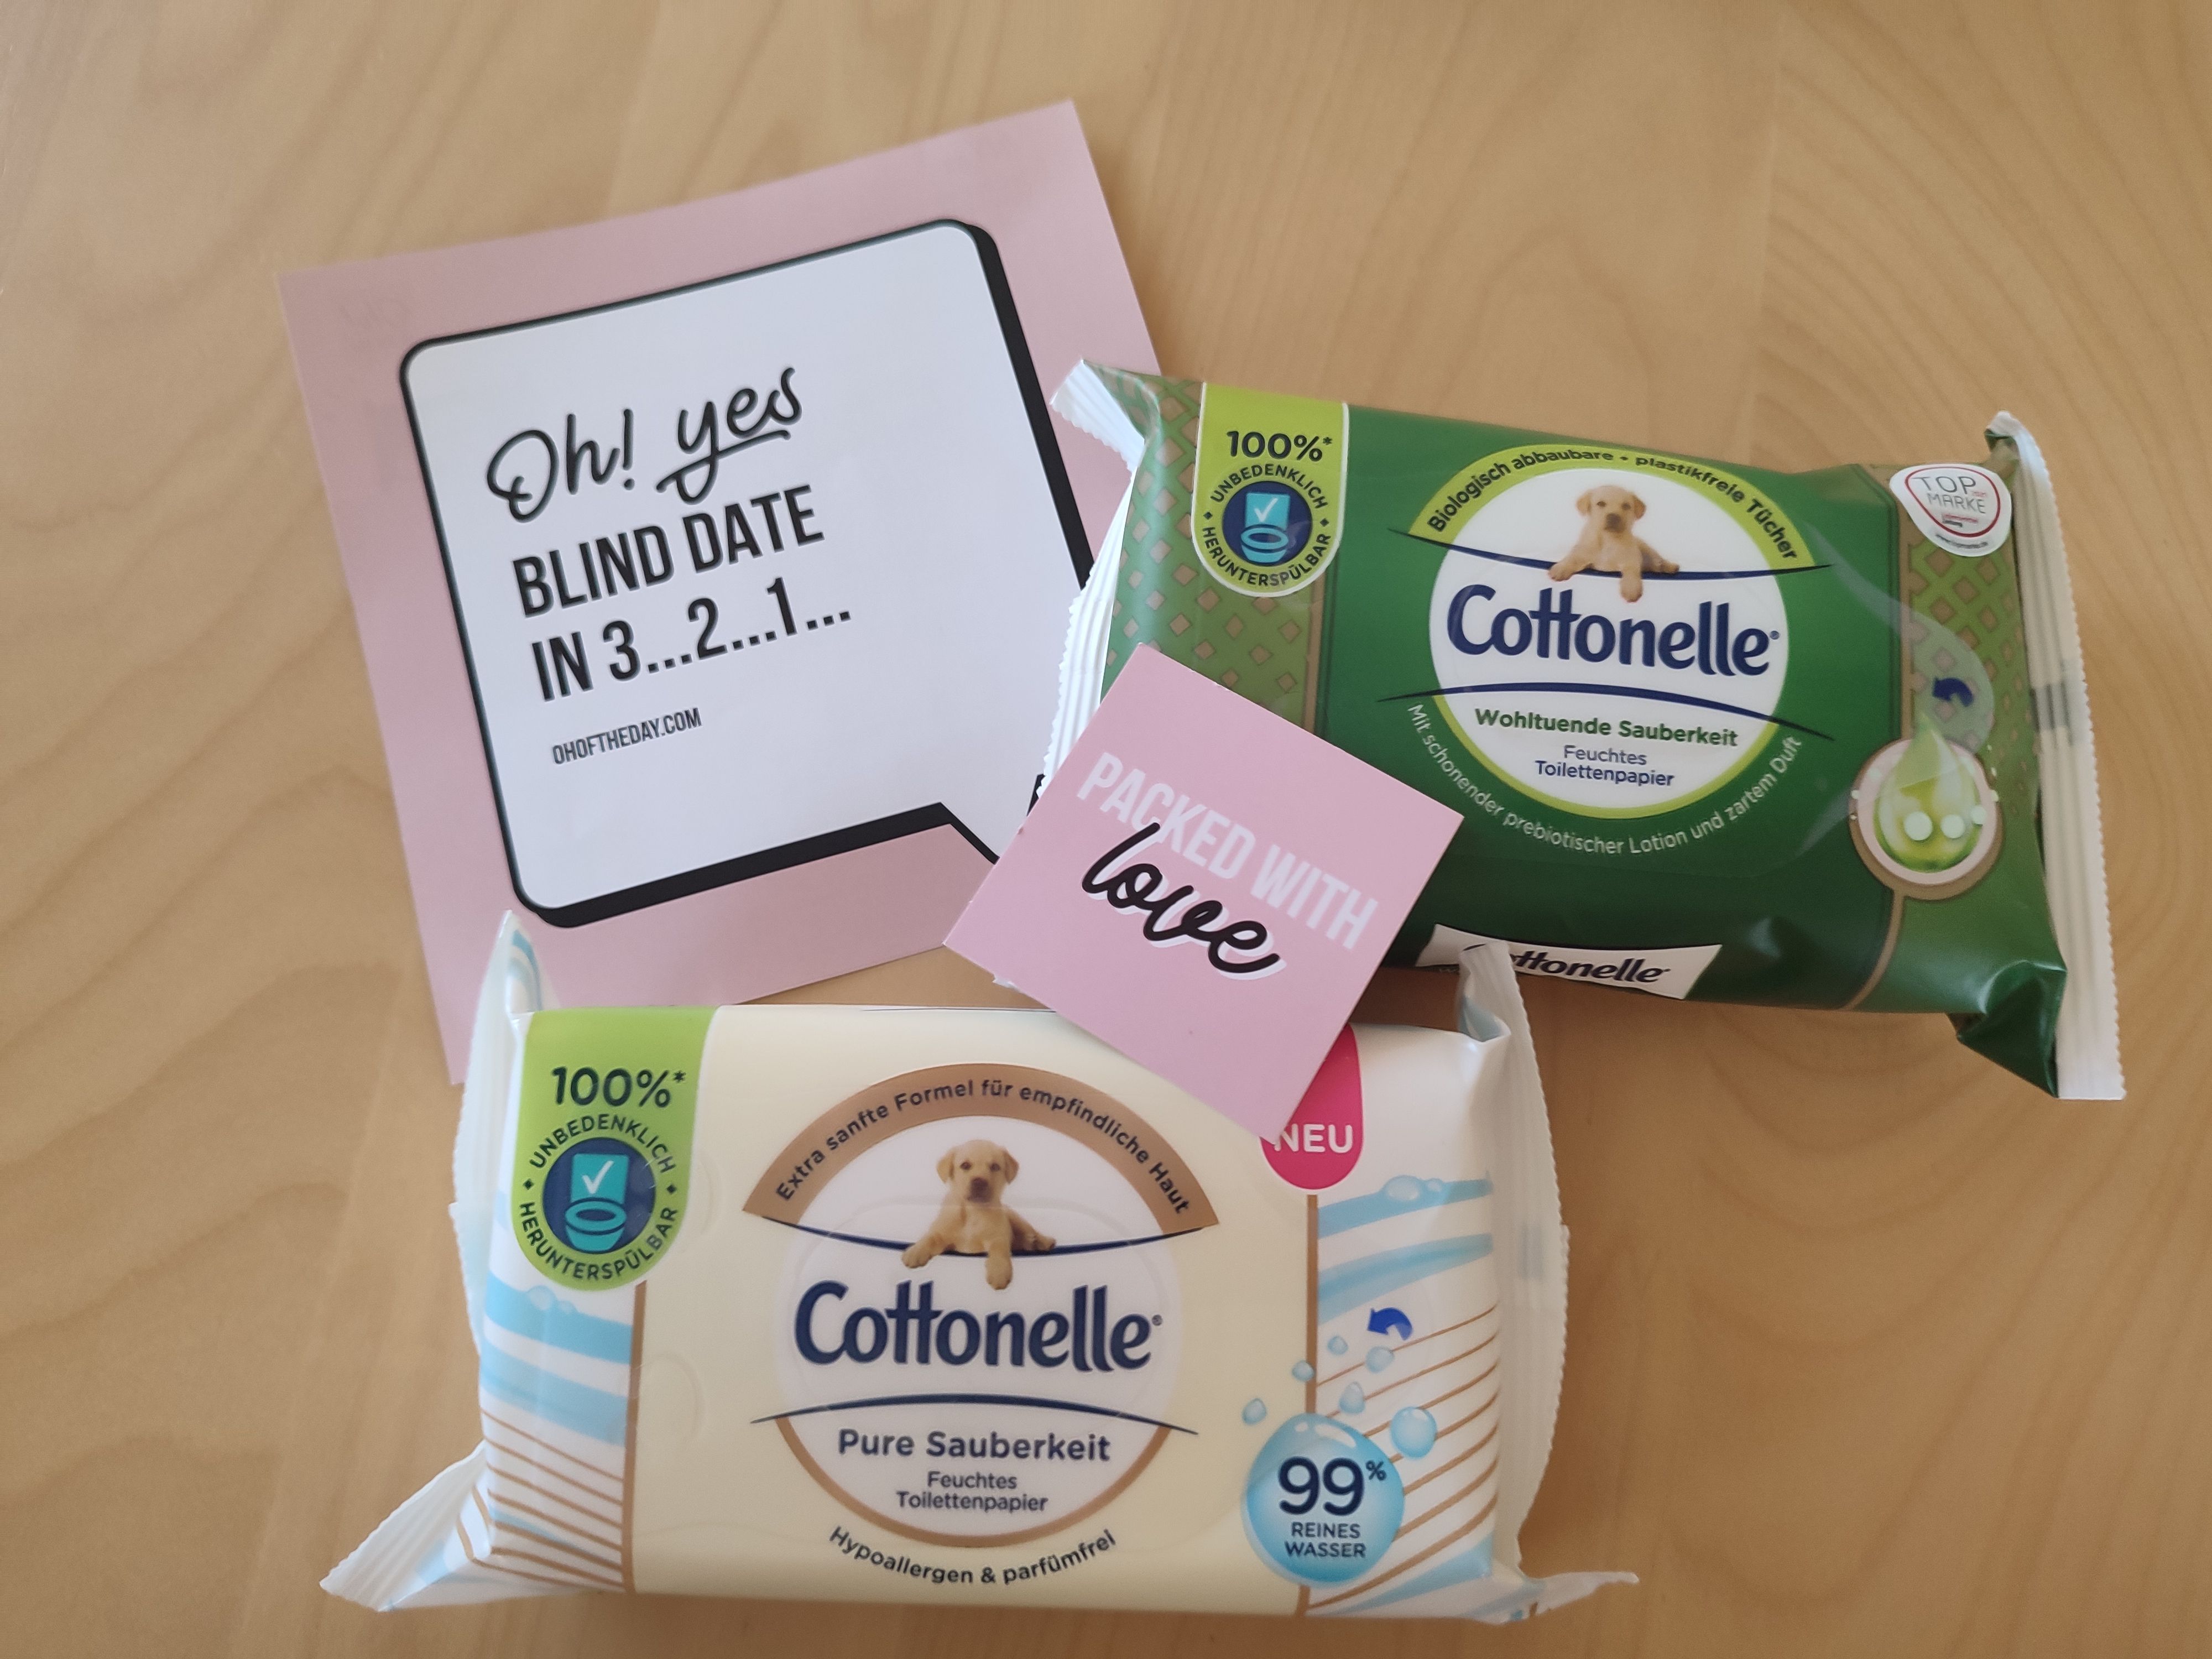 Oh! yes
BLIND DATE
IN 3...2...1...
OHOFTHEDAY.COM
100%*
UNBEDENKLICH
HERUNTERSPÜLBAR
Biologisch abbaubare • plastikfreie Tücher
Cottonelle®
Wohltuende Sauberkeit
Feuchtes
Toilettenpapier
Mit schonender prebiotischer Lotion und zartem Duft
TOP
MARKE
Cottonelle
PACKED WITH
love
100%*
UNBEDENKLICH
HERUNTERSPÜLBAR
Extra sanfte Formel für empfindliche Haut
NEU
Cottonelle®
Pure Sauberkeit
Feuchtes
Toilettenpapier
Hypoallergen & parfümfrei
99%
REINES
WASSER